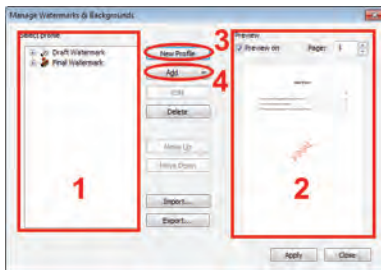 Manage Watermarks & Backgrounds
Select profile
Draft Watermark
Final Watermark
1
New Profile
3
Add
4
Edit
Delete
Move Up
Move Down
Import...
Export...
Preview
Preview on Page: 1
2
Apply Close